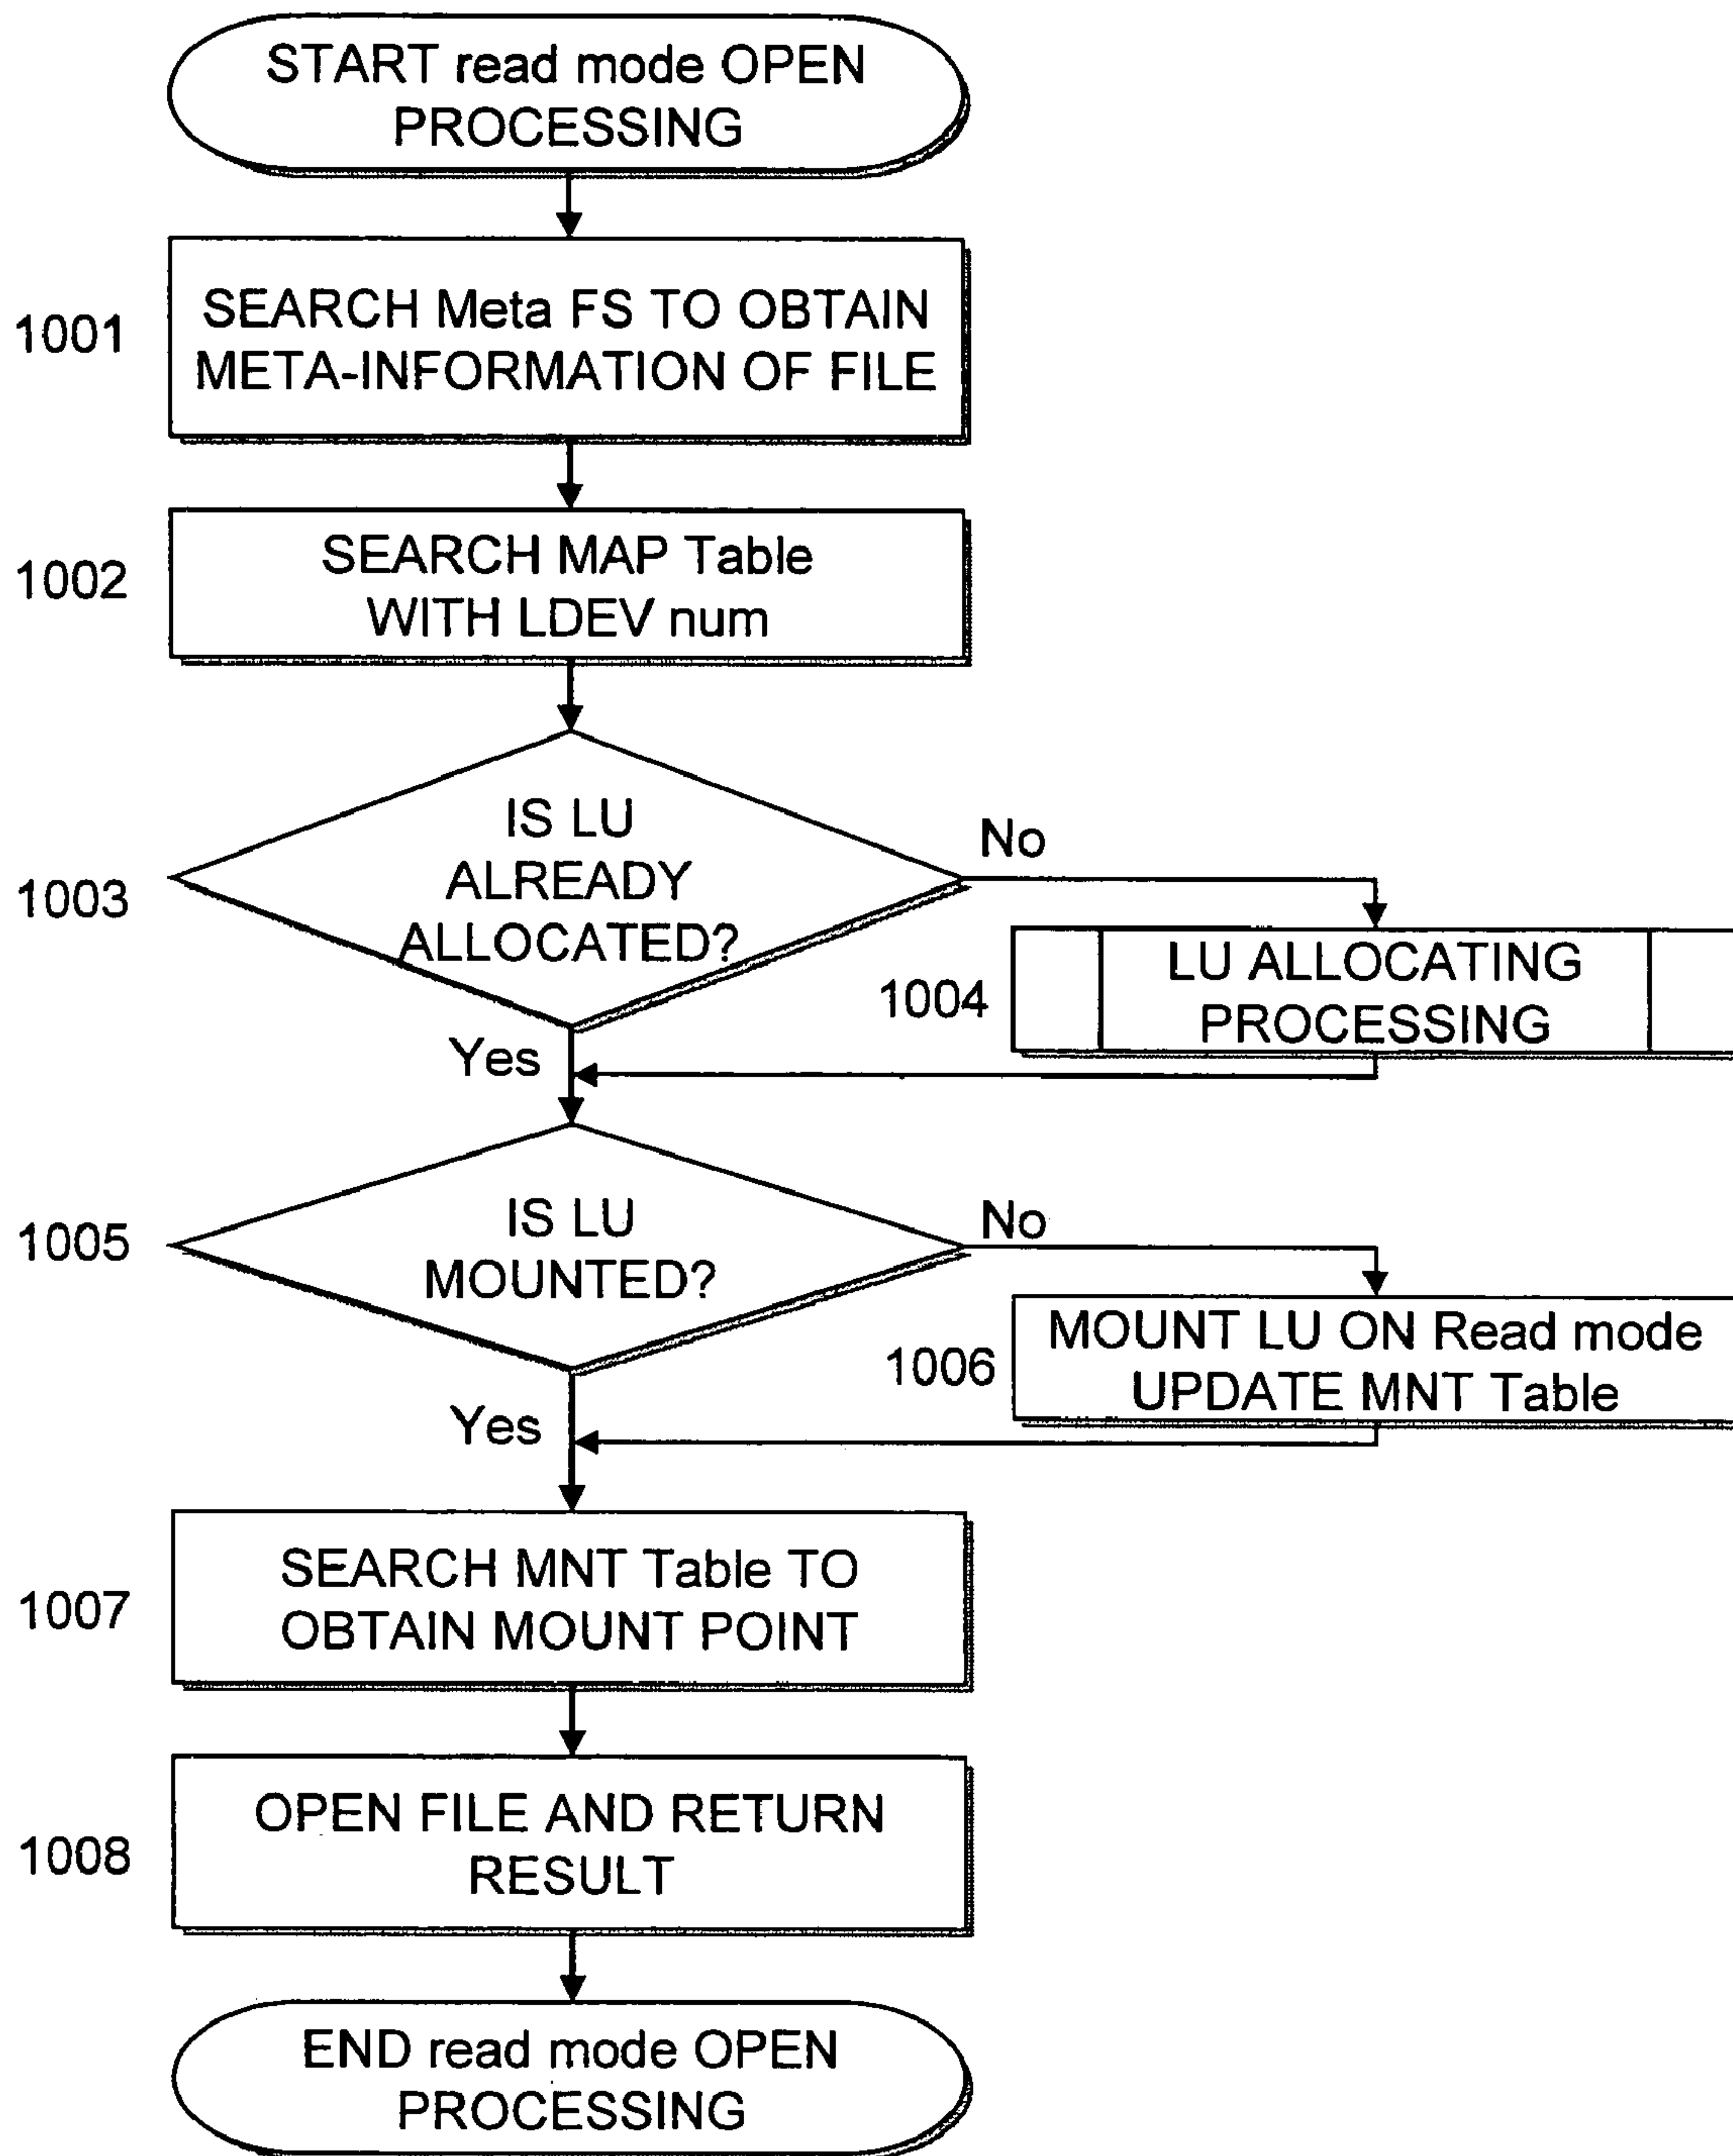 START read mode OPEN
PROCESSING
1001
SEARCH Meta FS TO OBTAIN
META-INFORMATION OF FILE
1002
SEARCH MAP Table
WITH LDEV num
1003
IS LU
ALREADY
ALLOCATED?
No
1004
LU ALLOCATING
PROCESSING
Yes
1005
IS LU
MOUNTED?
No
1006
MOUNT LU ON Read mode
UPDATE MNT Table
Yes
1007
SEARCH MNT Table TO
OBTAIN MOUNT POINT
1008
OPEN FILE AND RETURN
RESULT
END read mode OPEN
PROCESSING